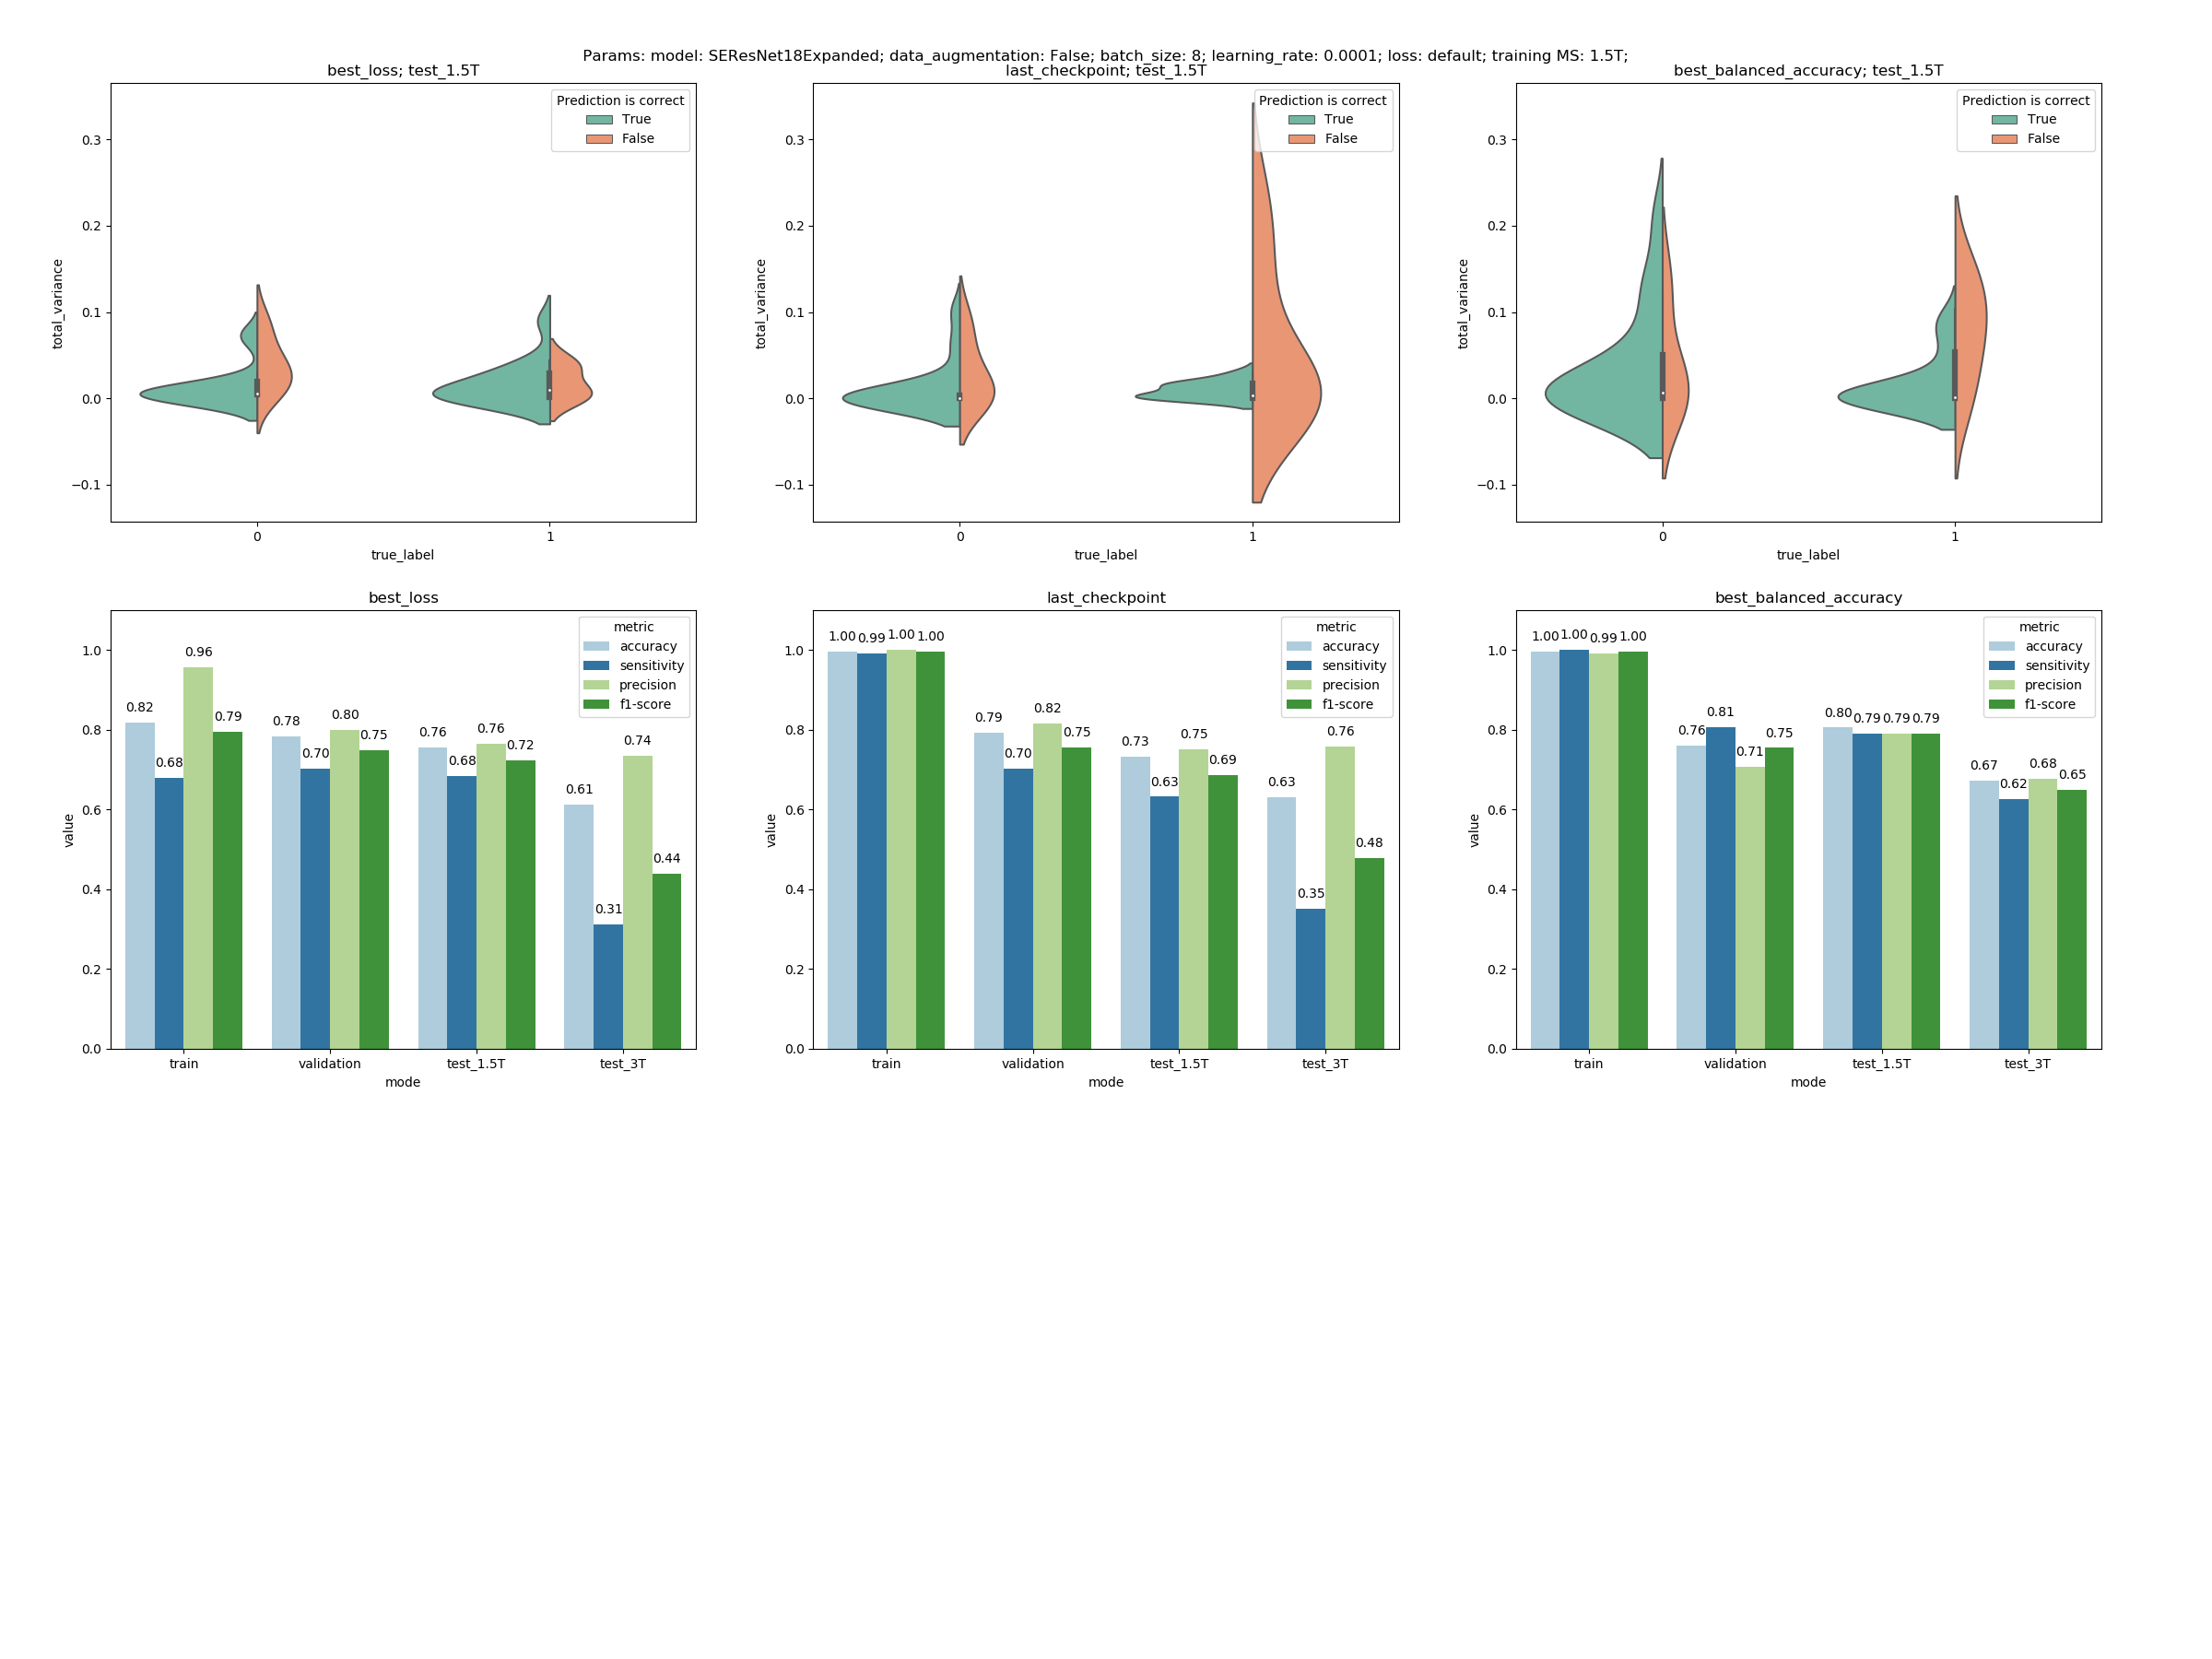 Params: model: SEResNet18Expanded; data_augmentation: False; batch_size: 8; learning_rate: 0.0001; loss: default; training MS: 1.5T;
best_loss; test_1.5T
Prediction is correct
True
False
total_variance
0.3
0.2
0.1
0.0
−0.1
0
1
true_label
last_checkpoint; test_1.5T
Prediction is correct
True
False
total_variance
0.3
0.2
0.1
0.0
−0.1
0
1
true_label
best_balanced_accuracy; test_1.5T
Prediction is correct
True
False
total_variance
0.3
0.2
0.1
0.0
−0.1
0
1
true_label
best_loss
metric
accuracy
sensitivity
precision
f1-score
value
1.0
0.8
0.6
0.4
0.2
0.0
0.82 0.68 0.96 0.79
0.78 0.70 0.80 0.75
0.76 0.68 0.76 0.72
0.61 0.31 0.74 0.44
train validation test_1.5T test_3T
mode
last_checkpoint
metric
accuracy
sensitivity
precision
f1-score
value
1.0
0.8
0.6
0.4
0.2
0.0
1.00 0.99 1.00 1.00
0.79 0.70 0.82 0.75
0.73 0.63 0.75 0.69
0.63 0.35 0.76 0.48
train validation test_1.5T test_3T
mode
best_balanced_accuracy
metric
accuracy
sensitivity
precision
f1-score
value
1.0
0.8
0.6
0.4
0.2
0.0
1.00 1.00 0.99 1.00
0.76 0.81 0.71 0.75
0.80 0.79 0.79 0.79
0.67 0.62 0.68 0.65
train validation test_1.5T test_3T
mode